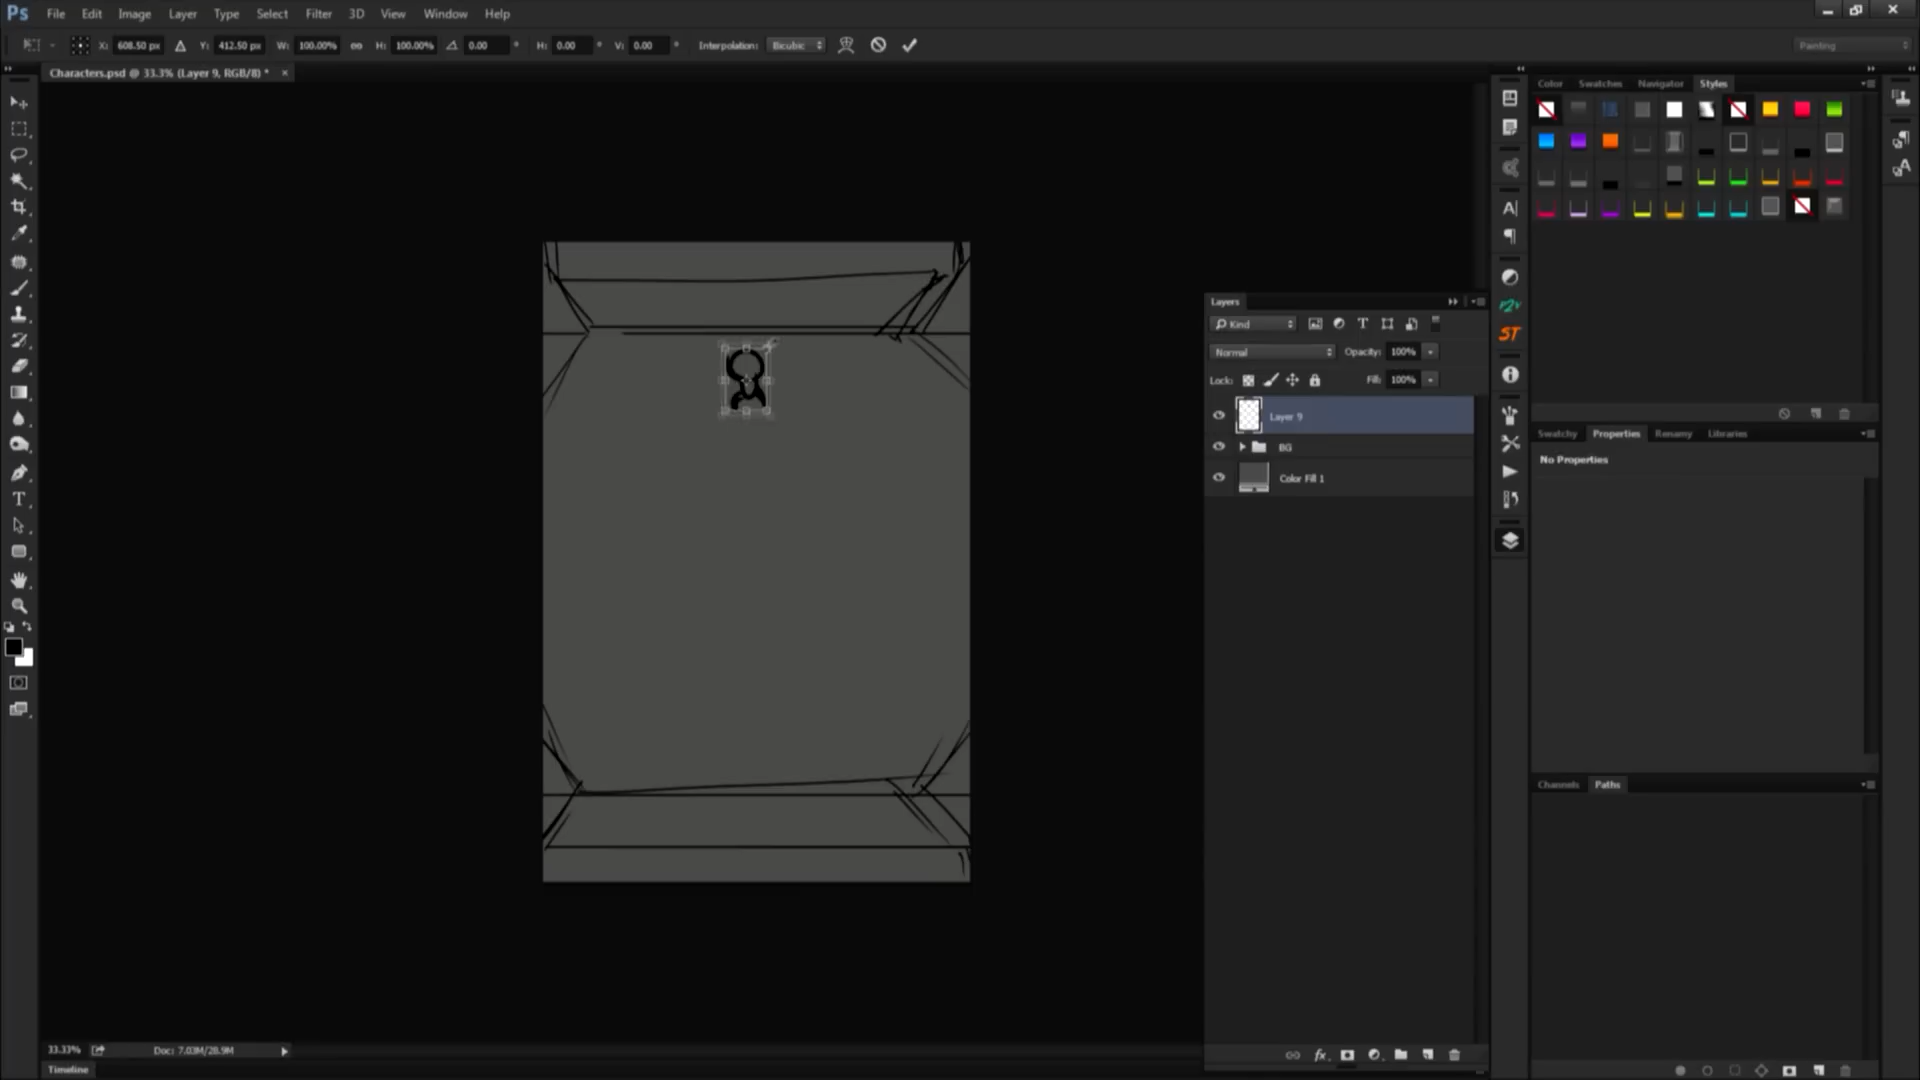 Ps File Edit Image Layer Type Select Filter 3D View Window Help
X: 608.50 px Y: 412.50 px W: 100.00% H: 100.00% 0.00 ° H: 0.00 ° V: 0.00 ° Interpolation: Bicubic Painting
Characters.psd @ 33.3% (Layer 9, RGB/8) * ×
Color Swatches Navigator Styles
Layers
Kind
Normal Opacity: 100%
Lock: Fill: 100%
Layer 9
BG
Color Fill 1
Swatchy Properties Renamy Libraries
No Properties
Channels Paths
33.33% Doc: 7.03M/28.9M
Timeline